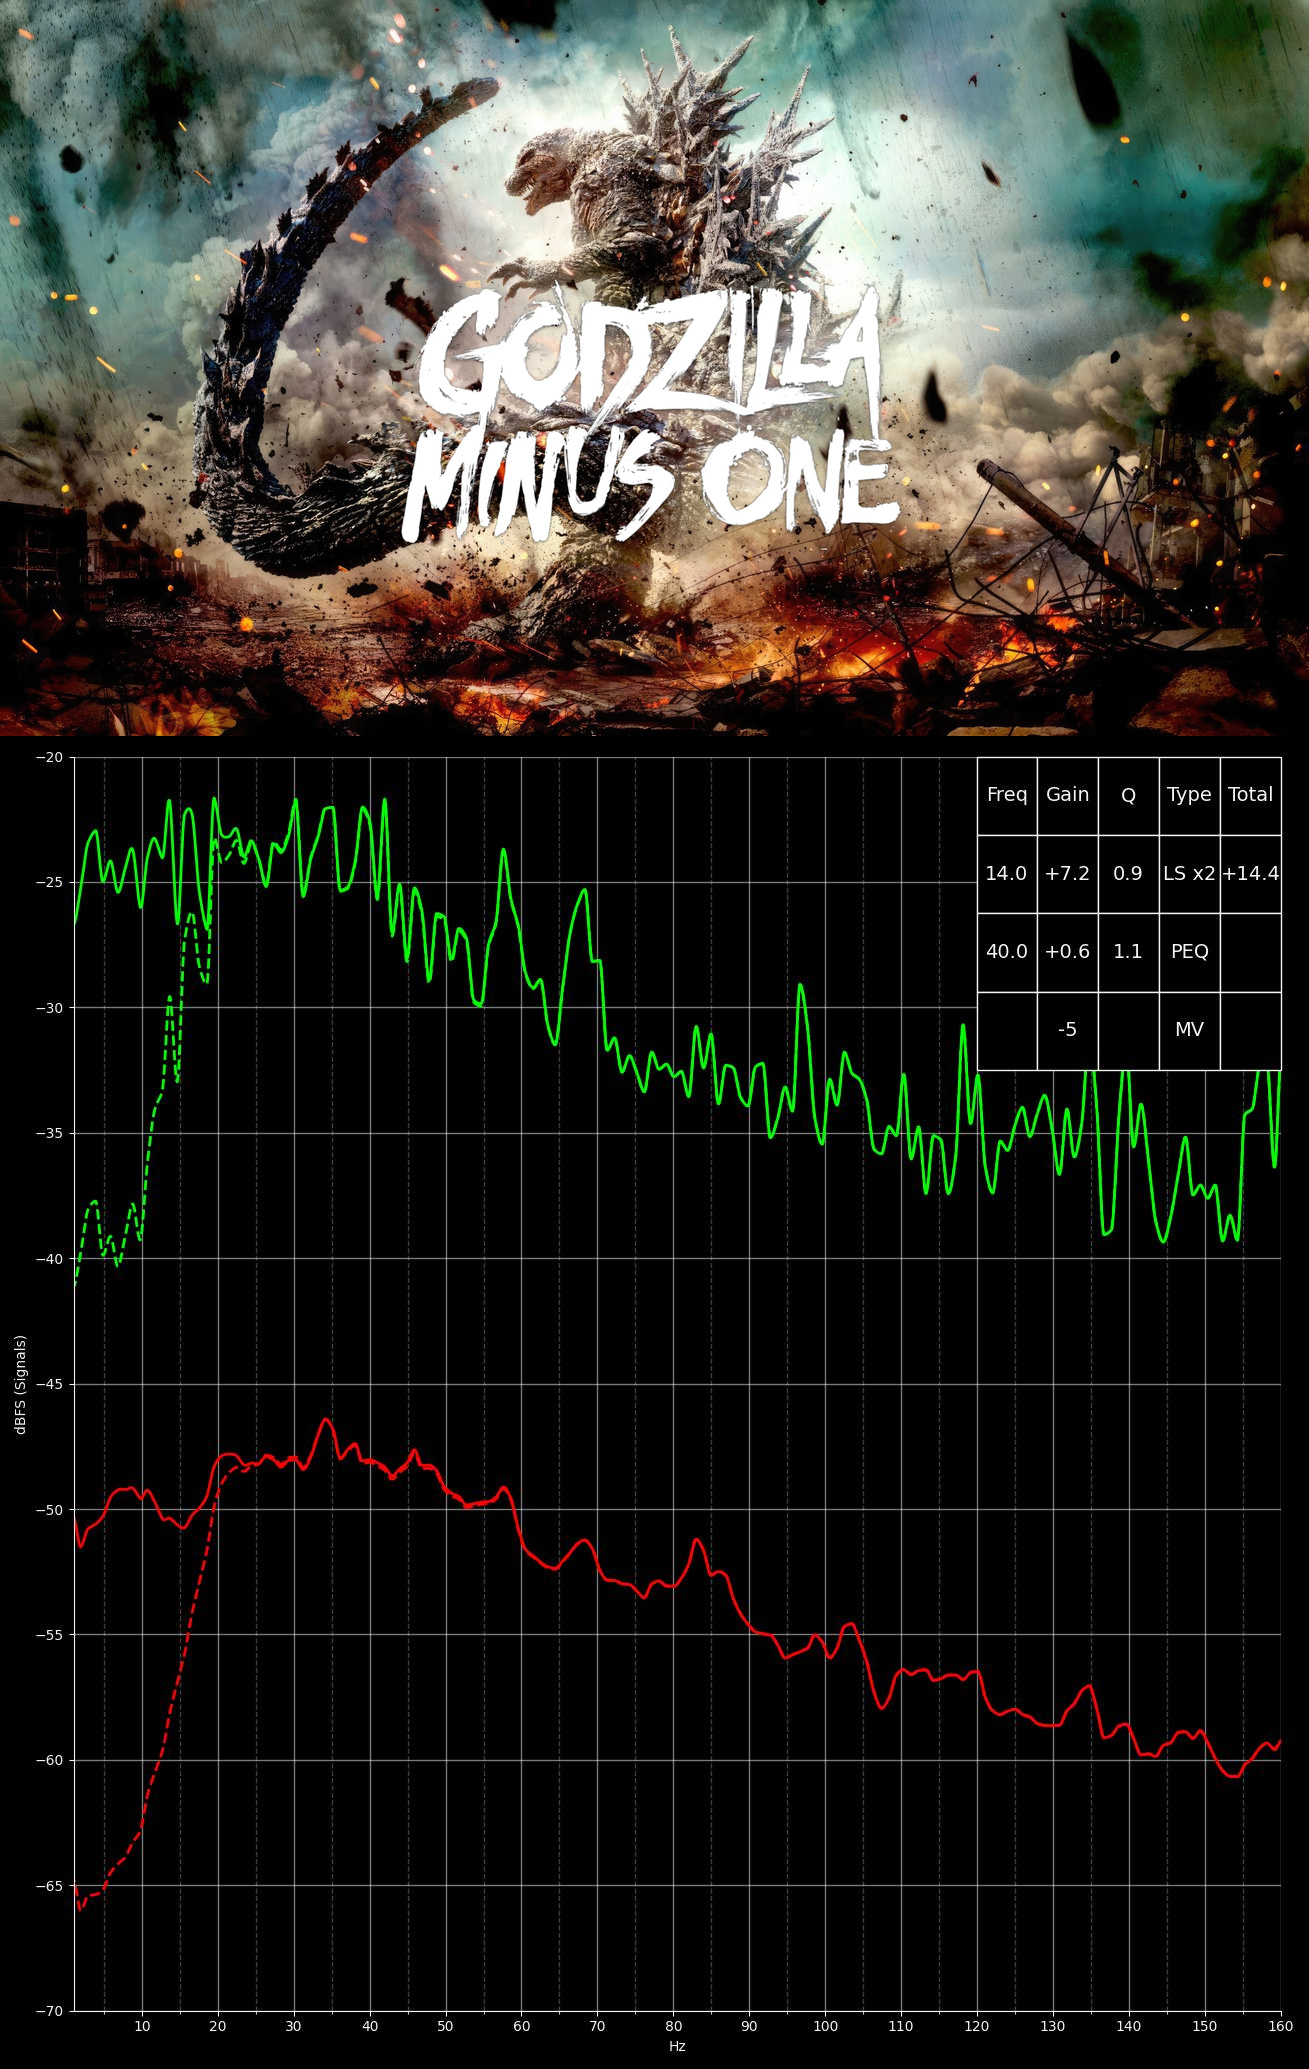 GODZILLA
MINUS ONE
Freq Gain Q Type Total
14.0 +7.2 0.9 LS x2 +14.4
40.0 +0.6 1.1 PEQ
-5 MV
−20
−25
−30
−35
−40
−45
−50
−55
−60
−65
−70
dBFS (Signals)
10 20 30 40 50 60 70 80 90 100 110 120 130 140 150 160
Hz